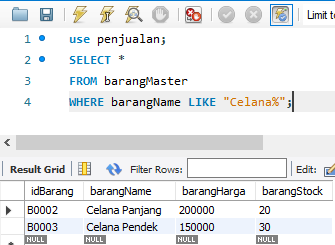 Limit to
1 use penjualan;
2 SELECT *
3 FROM barangMaster
4 WHERE barangName LIKE "Celana%";
Result Grid Filter Rows: Edit:
idBarang barangName barangHarga barangStock
B0002 Celana Panjang 200000 20
B0003 Celana Pendek 150000 30
NULL NULL NULL NULL